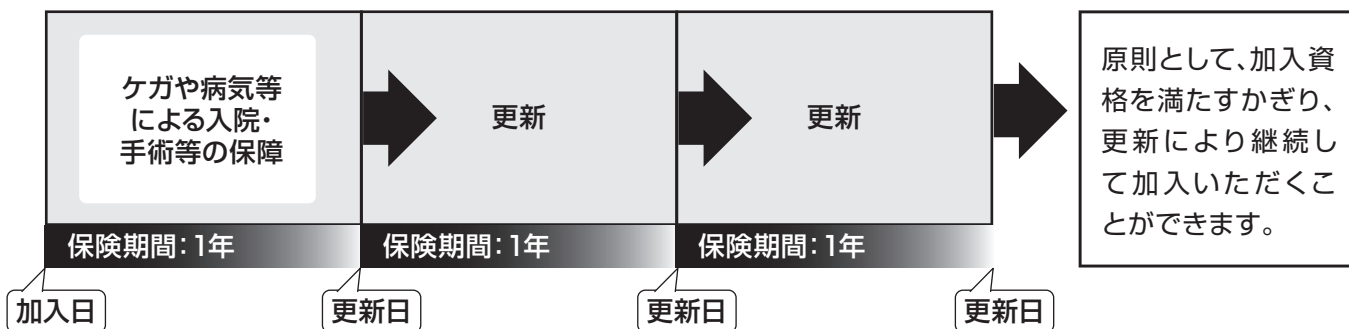 ケガや病気等
による入院・
手術等の保障
更新
更新
原則として、加入資
格を満たすかぎり、
更新により継続し
て加入いただくこ
とができます。
保険期間：1年
保険期間：1年
保険期間：1年
加入日
更新日
更新日
更新日